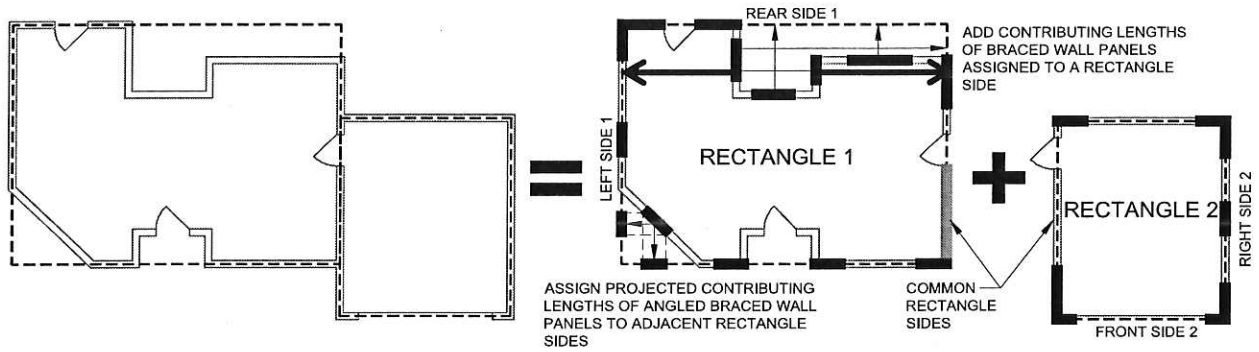 REAR SIDE 1
ADD CONTRIBUTING LENGTHS
OF BRACED WALL PANELS
ASSIGNED TO A RECTANGLE
SIDE
LEFT SIDE 1
RECTANGLE 1
RECTANGLE 2
RIGHT SIDE 2
ASSIGN PROJECTED CONTRIBUTING
LENGTHS OF ANGLED BRACED WALL
PANELS TO ADJACENT RECTANGLE
SIDES
COMMON
RECTANGLE
SIDES
FRONT SIDE 2